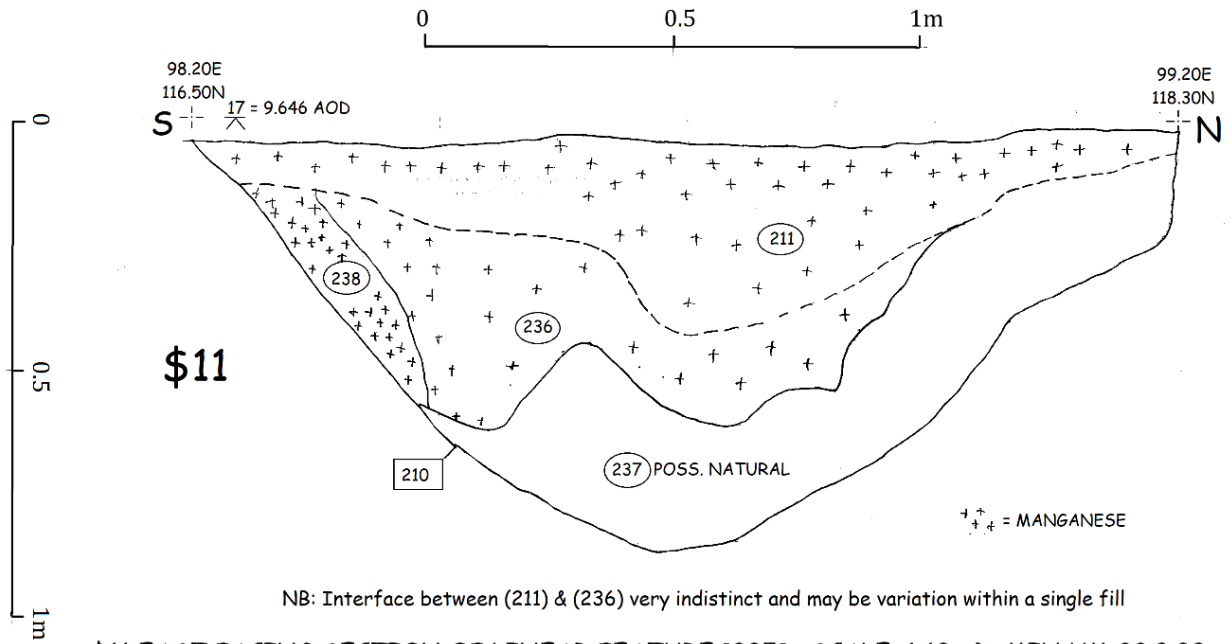 0 0.5 1m
98.20E
116.50N
99.20E
118.30N
17 = 9.646 AOD
0
S
N
211
238
236
0.5
$11
237 POSS. NATURAL
210
= MANGANESE
NB: Interface between (211) & (236) very indistinct and may be variation within a single fill
1m